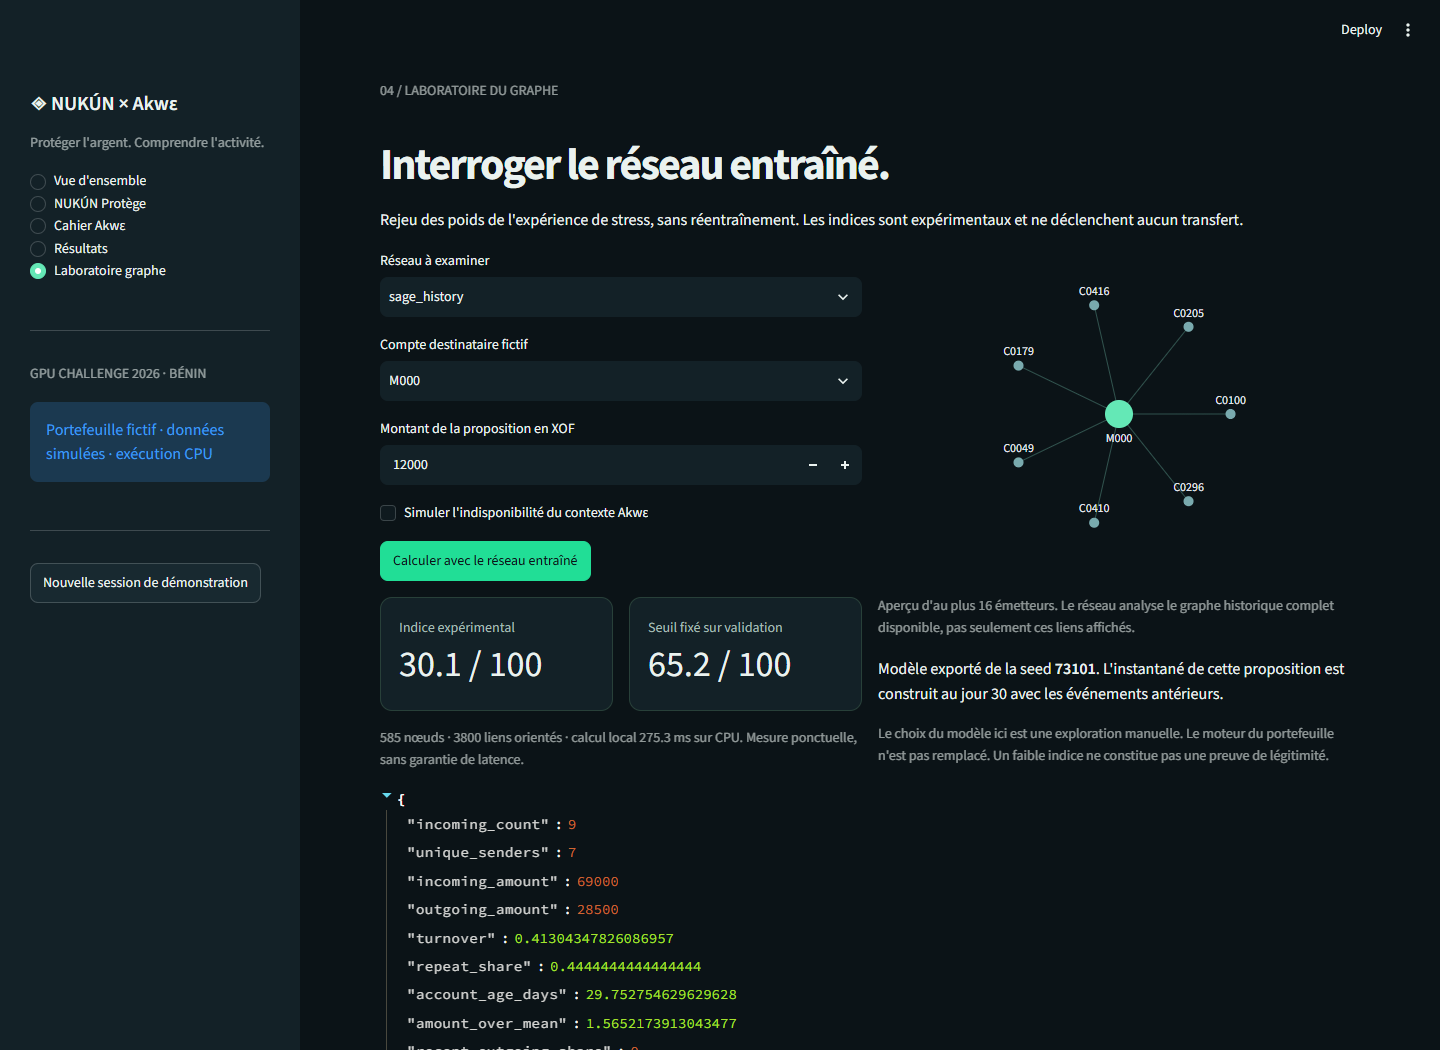 Deploy
NUKÚN × Akwɛ
Protéger l'argent. Comprendre l'activité.
Vue d'ensemble
NUKÚN Protège
Cahier Akwɛ
Résultats
Laboratoire graphe
GPU CHALLENGE 2026 · BÉNIN
Portefeuille fictif · données
simulées · exécution CPU
Nouvelle session de démonstration
04 / LABORATOIRE DU GRAPHE
Interroger le réseau entraîné.
Rejeu des poids de l'expérience de stress, sans réentraînement. Les indices sont expérimentaux et ne déclenchent aucun transfert.
Réseau à examiner
sage_history
Compte destinataire fictif
M000
Montant de la proposition en XOF
12000
Simuler l'indisponibilité du contexte Akwɛ
Calculer avec le réseau entraîné
Indice expérimental
30.1 / 100
Seuil fixé sur validation
65.2 / 100
585 nœuds · 3800 liens orientés · calcul local 275.3 ms sur CPU. Mesure ponctuelle,
sans garantie de latence.
{
"incoming_count" : 9
"unique_senders" : 7
"incoming_amount" : 69000
"outgoing_amount" : 28500
"turnover" : 0.41304347826086957
"repeat_share" : 0.4444444444444444
"account_age_days" : 29.752754629629628
"amount_over_mean" : 1.5652173913043477
C0416
C0205
C0179
C0100
M000
C0049
C0296
C0410
Aperçu d'au plus 16 émetteurs. Le réseau analyse le graphe historique complet
disponible, pas seulement ces liens affichés.
Modèle exporté de la seed 73101. L'instantané de cette proposition est
construit au jour 30 avec les événements antérieurs.
Le choix du modèle ici est une exploration manuelle. Le moteur du portefeuille
n'est pas remplacé. Un faible indice ne constitue pas une preuve de légitimité.